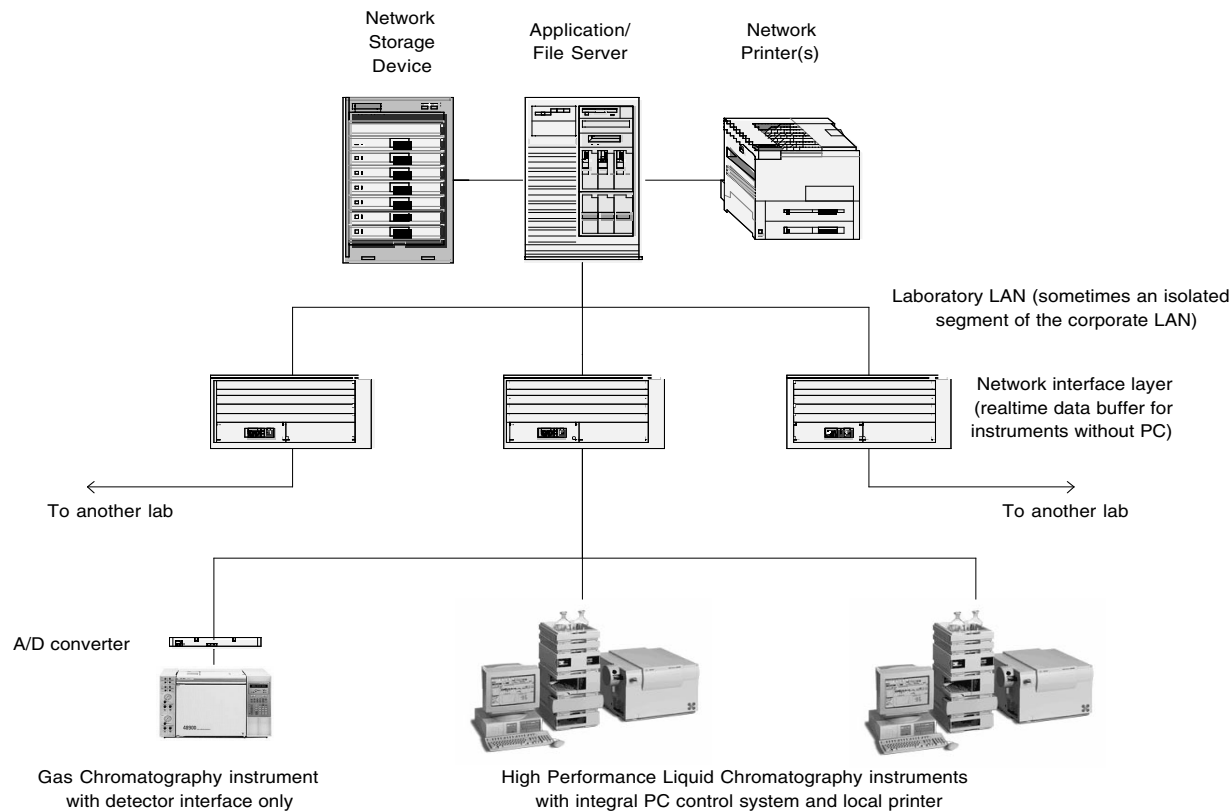 Network
Storage
Device
Application/
File Server
Network
Printer(s)
Laboratory LAN (sometimes an isolated
segment of the corporate LAN)
Network interface layer
(realtime data buffer for
instruments without PC)
To another lab
To another lab
A/D converter
Gas Chromatography instrument
with detector interface only
High Performance Liquid Chromatography instruments
with integral PC control system and local printer